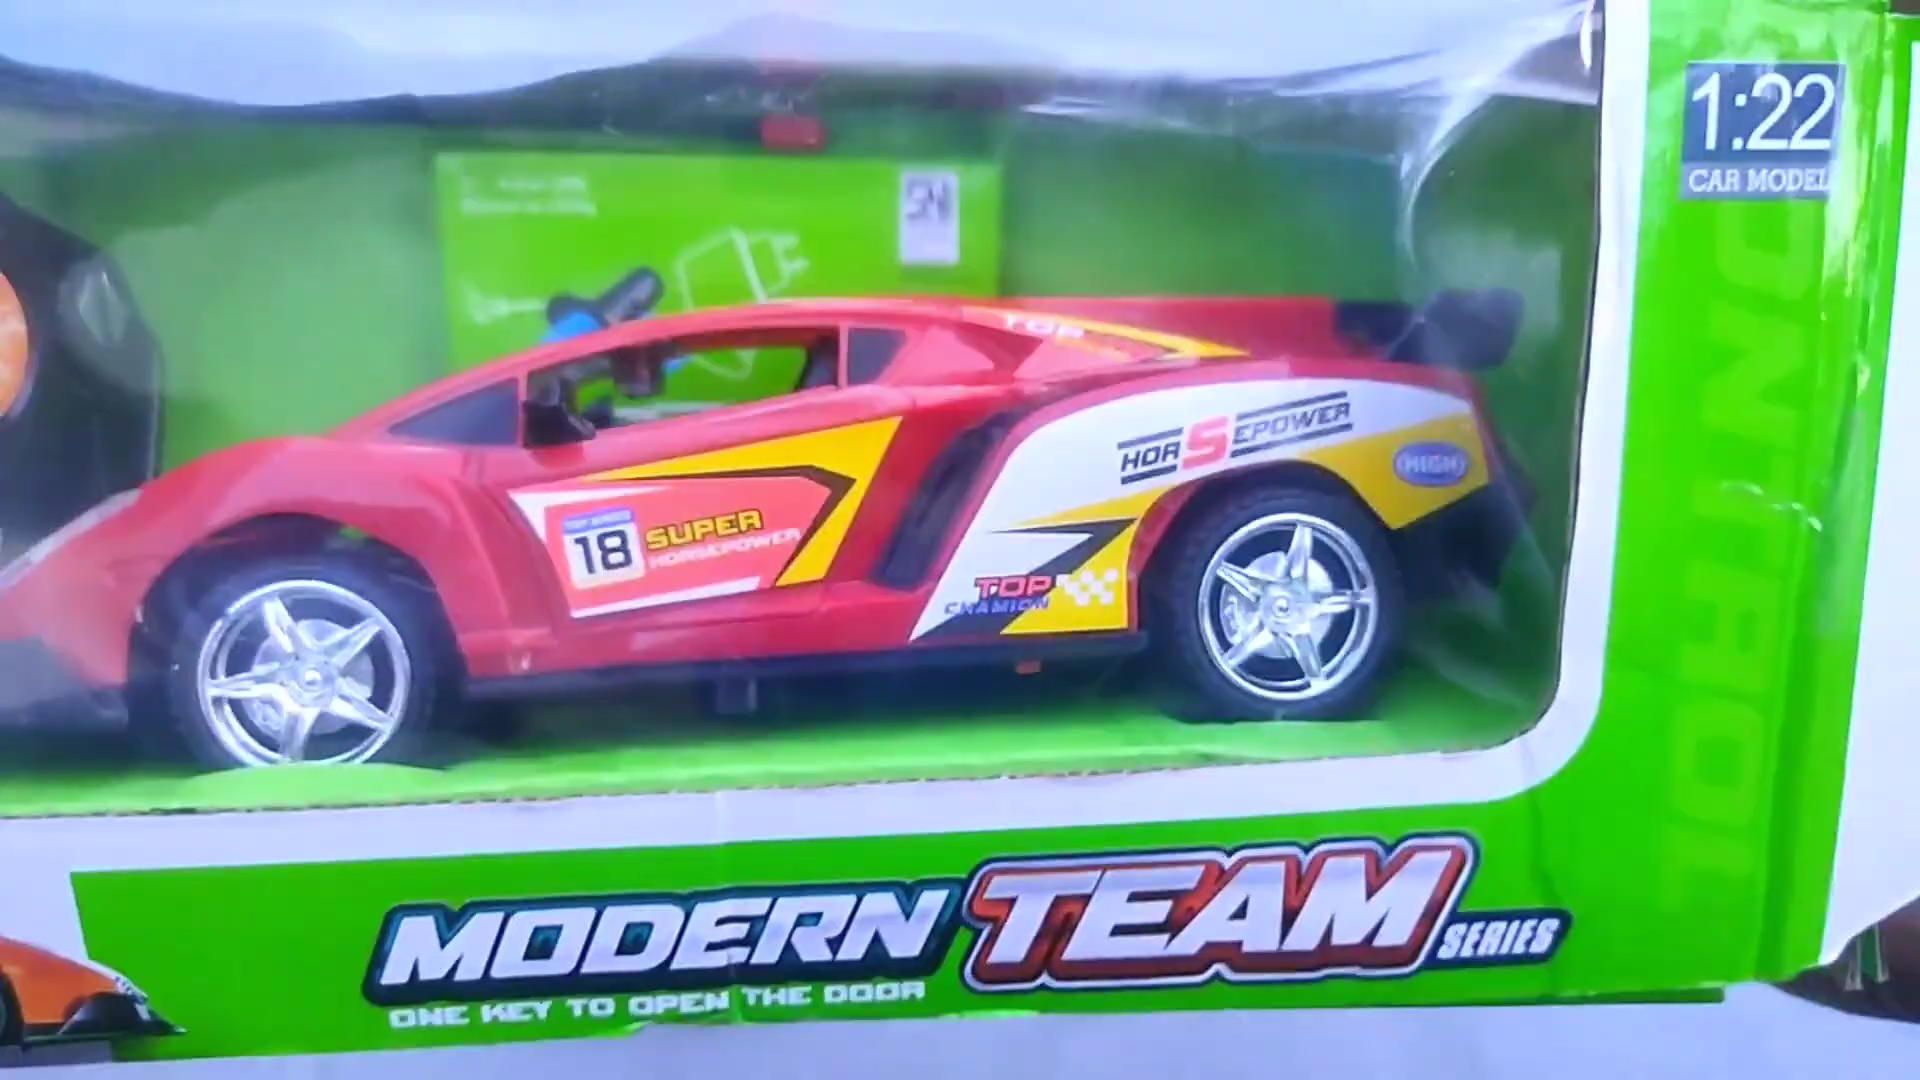 1:22
CAR MODEL
TOP
HORSEPOWER
HIGH
18
SUPER
HORSEPOWER
TOP
CHAMION
MODERN TEAM
SERIES
ONE KEY TO OPEN THE DOOR